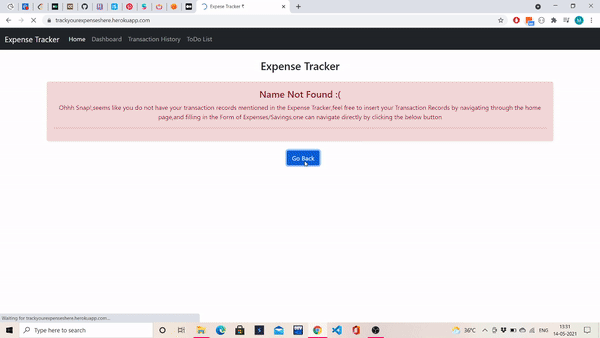 Expense Tracker
trackyourexpenseshere.herokuapp.com
Expense Tracker Home Dashboard Transaction History ToDo List
Expense Tracker
Name Not Found :(
Ohhh Snap!,seems like you do not have your transaction records mentioned in the Expense Tracker,feel free to insert your Transaction Records by navigating through the home
page,and filling in the Form of Expenses/Savings,one can navigate directly by clicking the below button
Go Back
Waiting for trackyourexpenseshere.herokuapp.com...
Type here to search
36°C ENG
13:31
14-05-2021